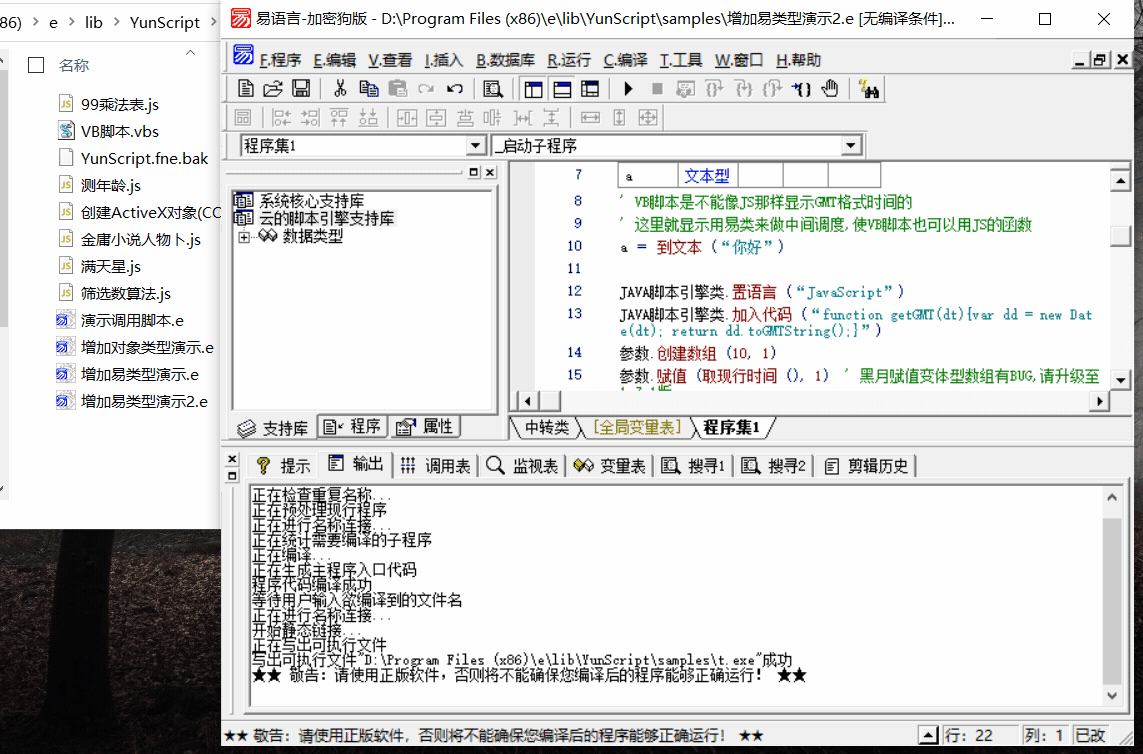 86) › e › lib › YunScript ›
名称
99乘法表.js
VB脚本.vbs
YunScript.fne.bak
测年龄.js
创建ActiveX对象(CO
金庸小说人物卜.js
满天星.js
筛选数算法.js
演示调用脚本.e
增加对象类型演示.e
增加易类型演示.e
增加易类型演示2.e
易语言-加密狗版 - D:\Program Files (x86)\e\lib\YunScript\samples\增加易类型演示2.e [无编译条件]...
F.程序 E.编辑 V.查看 I.插入 B.数据库 R.运行 C.编译 T.工具 W.窗口 H.帮助
程序集1 _启动子程序
系统核心支持库
云的脚本引擎支持库
数据类型
支持库 程序 属性
7 a 文本型
8 ' VB脚本是不能像JS那样显示GMT格式时间的
9 ' 这里就显示用易类来做中间调度,使VB脚本也可以用JS的函数
10 a = 到文本 (“你好”)
11
12 JAVA脚本引擎类.置语言 (“JavaScript”)
13 JAVA脚本引擎类.加入代码 (“function getGMT(dt){var dd = new Dat
e(dt); return dd.toGMTString();}”)
14 参数.创建数组 (10, 1)
15 参数.赋值 (取现行时间 (), 1) ' 黑月赋值变体型数组有BUG,请升级至
中转类 [全局变量表] 程序集1
提示 输出 调用表 监视表 变量表 搜寻1 搜寻2 剪辑历史
正在检查重复名称...
正在预处理现行程序
正在进行名称连接...
正在统计需要编译的子程序
正在编译...
正在生成主程序入口代码
程序代码编译成功
等待用户输入欲编译到的文件名
正在进行名称连接...
开始静态链接...
正在写出可执行文件
写出可执行文件"D:\Program Files (x86)\e\lib\YunScript\samples\t.exe"成功
★★ 敬告：请使用正版软件，否则将不能确保您编译后的程序能够正确运行！ ★★
★★ 敬告：请使用正版软件，否则将不能确保您编译后的程序能够正确运行！ ★★ 行：22 列：1 已改